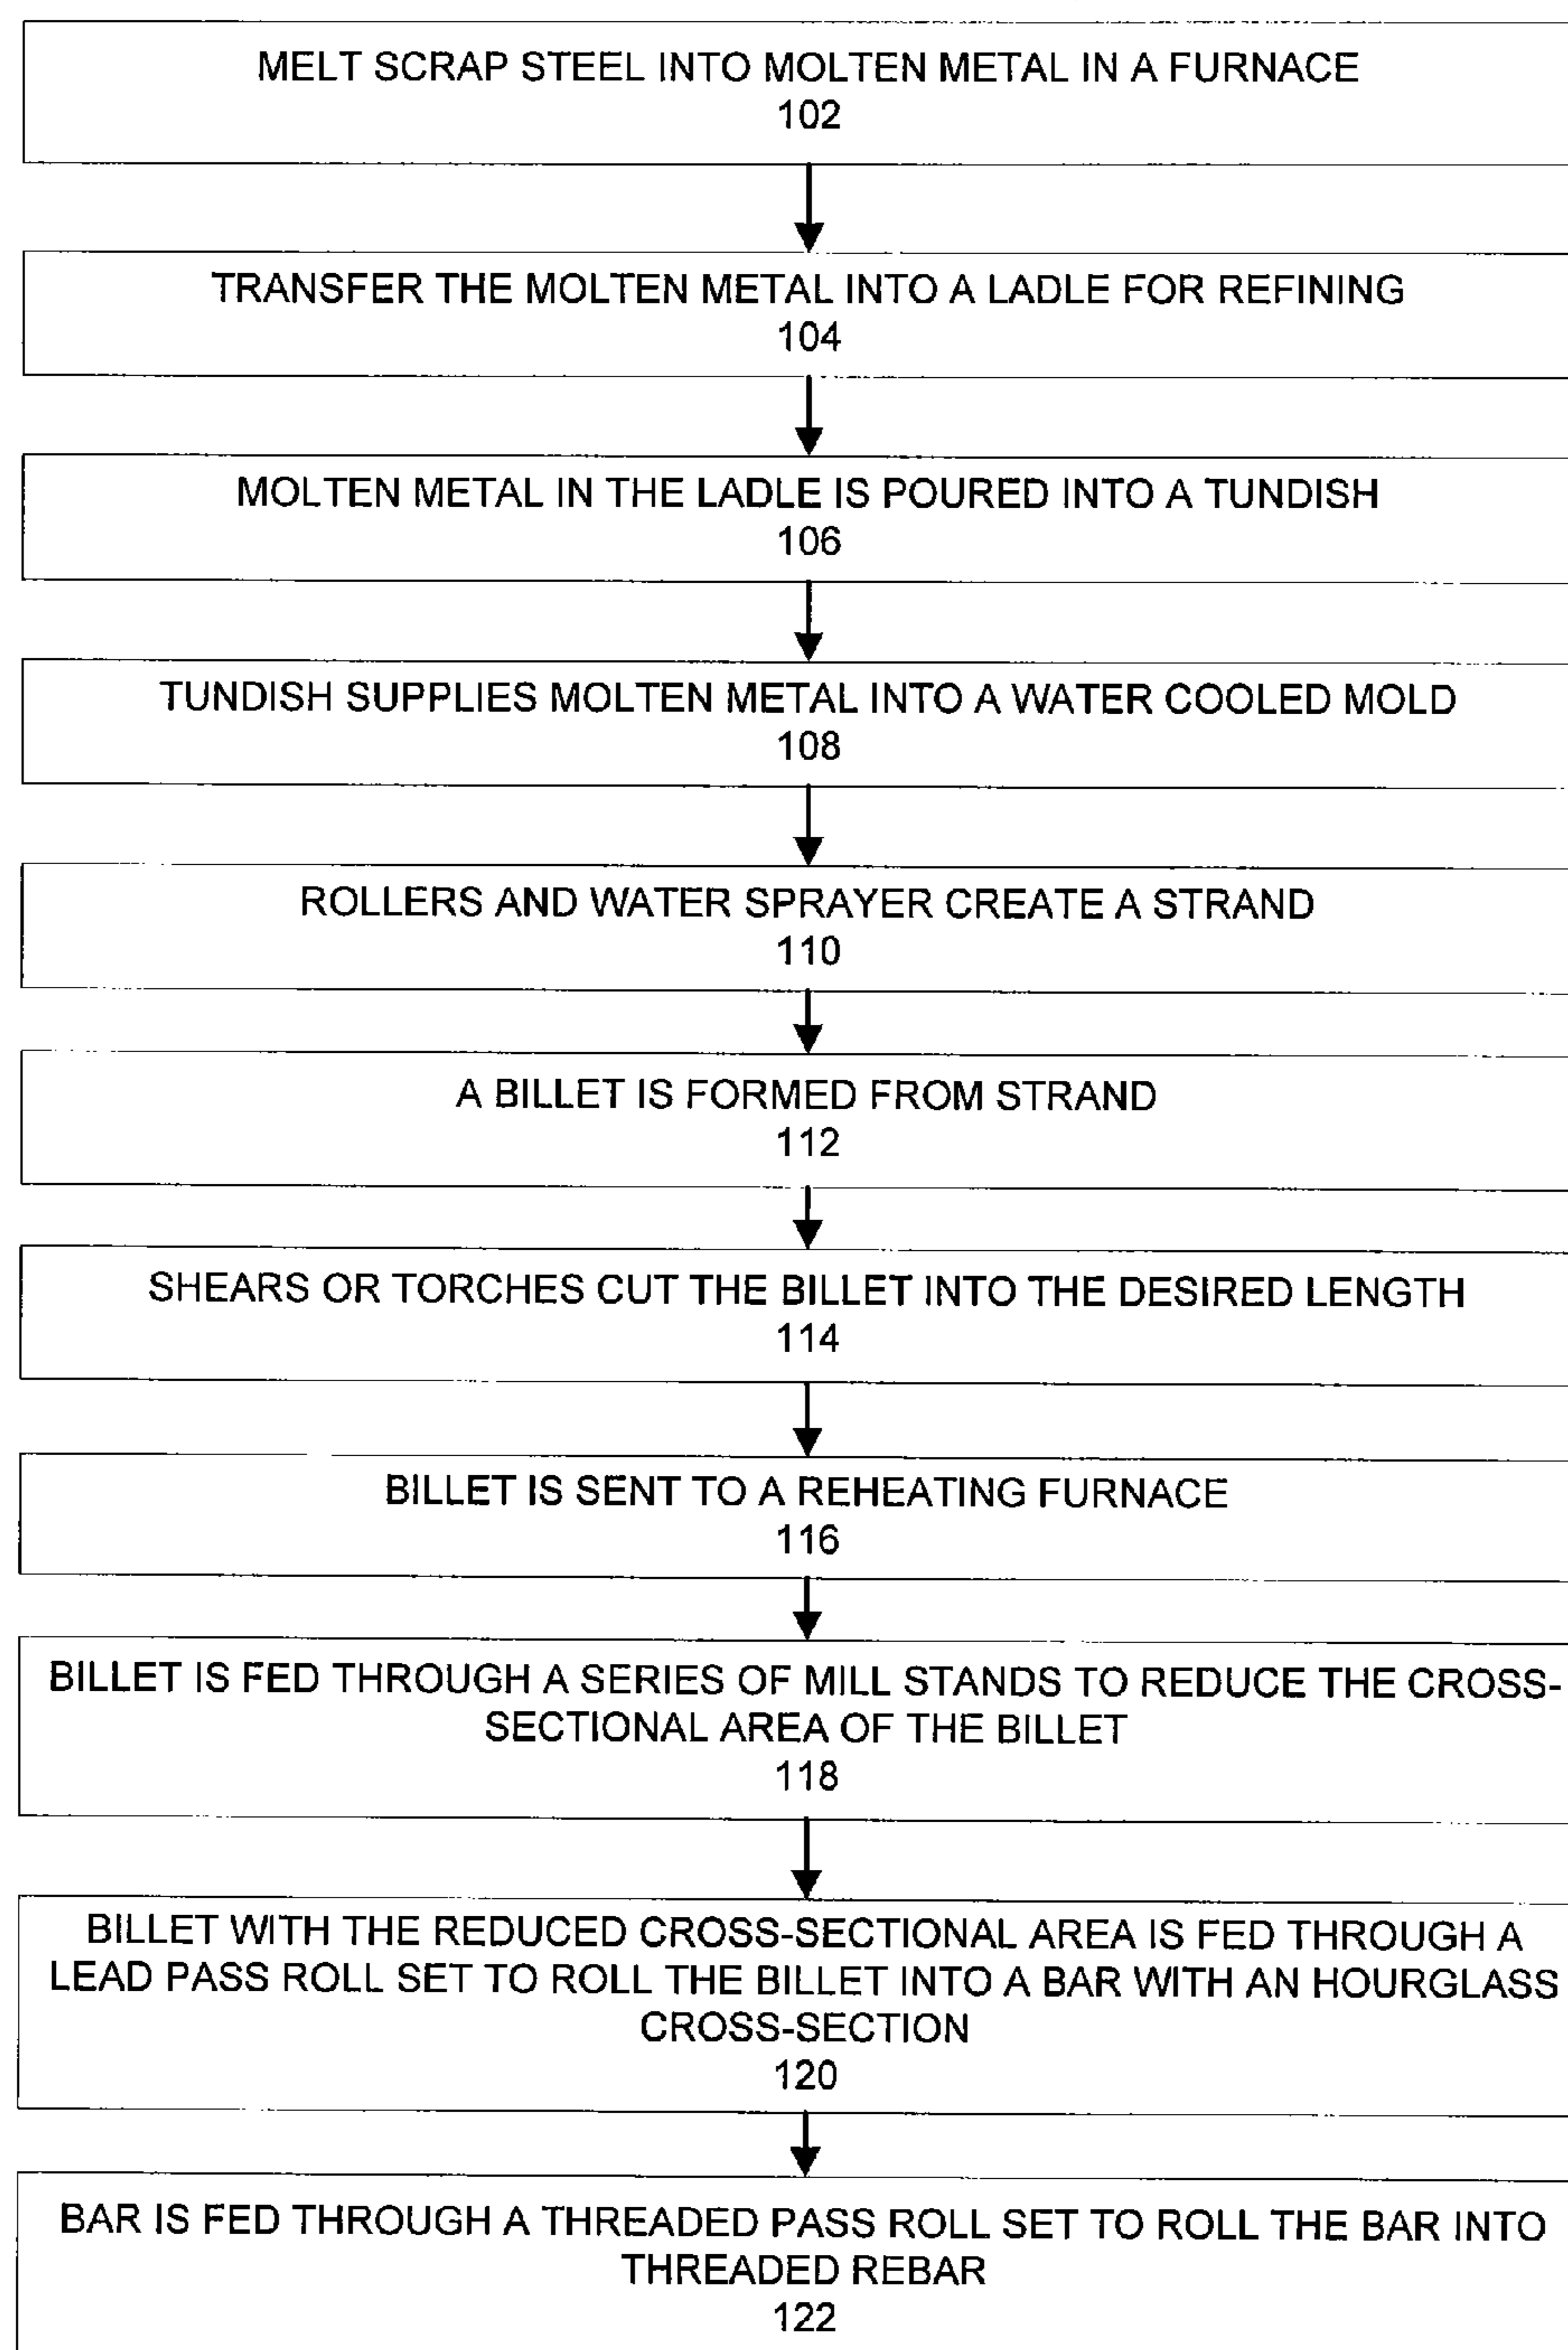 MELT SCRAP STEEL INTO MOLTEN METAL IN A FURNACE
102
TRANSFER THE MOLTEN METAL INTO A LADLE FOR REFINING
104
MOLTEN METAL IN THE LADLE IS POURED INTO A TUNDISH
106
TUNDISH SUPPLIES MOLTEN METAL INTO A WATER COOLED MOLD
108
ROLLERS AND WATER SPRAYER CREATE A STRAND
110
A BILLET IS FORMED FROM STRAND
112
SHEARS OR TORCHES CUT THE BILLET INTO THE DESIRED LENGTH
114
BILLET IS SENT TO A REHEATING FURNACE
116
BILLET IS FED THROUGH A SERIES OF MILL STANDS TO REDUCE THE CROSS-
SECTIONAL AREA OF THE BILLET
118
BILLET WITH THE REDUCED CROSS-SECTIONAL AREA IS FED THROUGH A
LEAD PASS ROLL SET TO ROLL THE BILLET INTO A BAR WITH AN HOURGLASS
CROSS-SECTION
120
BAR IS FED THROUGH A THREADED PASS ROLL SET TO ROLL THE BAR INTO
THREADED REBAR
122